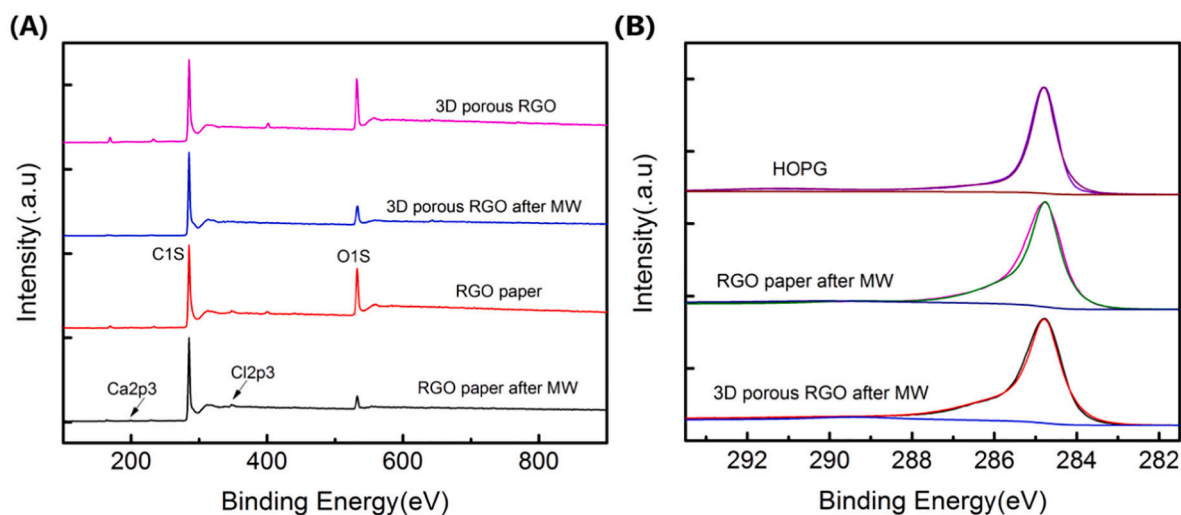 (A)
3D porous RGO
3D porous RGO after MW
C1S
O1S
RGO paper
Ca2p3
Cl2p3
RGO paper after MW
Intensity(.a.u)
200
400
600
800
Binding Energy(eV)
(B)
HOPG
RGO paper after MW
3D porous RGO after MW
Intensity(.a.u)
292
290
288
286
284
282
Binding Energy(eV)